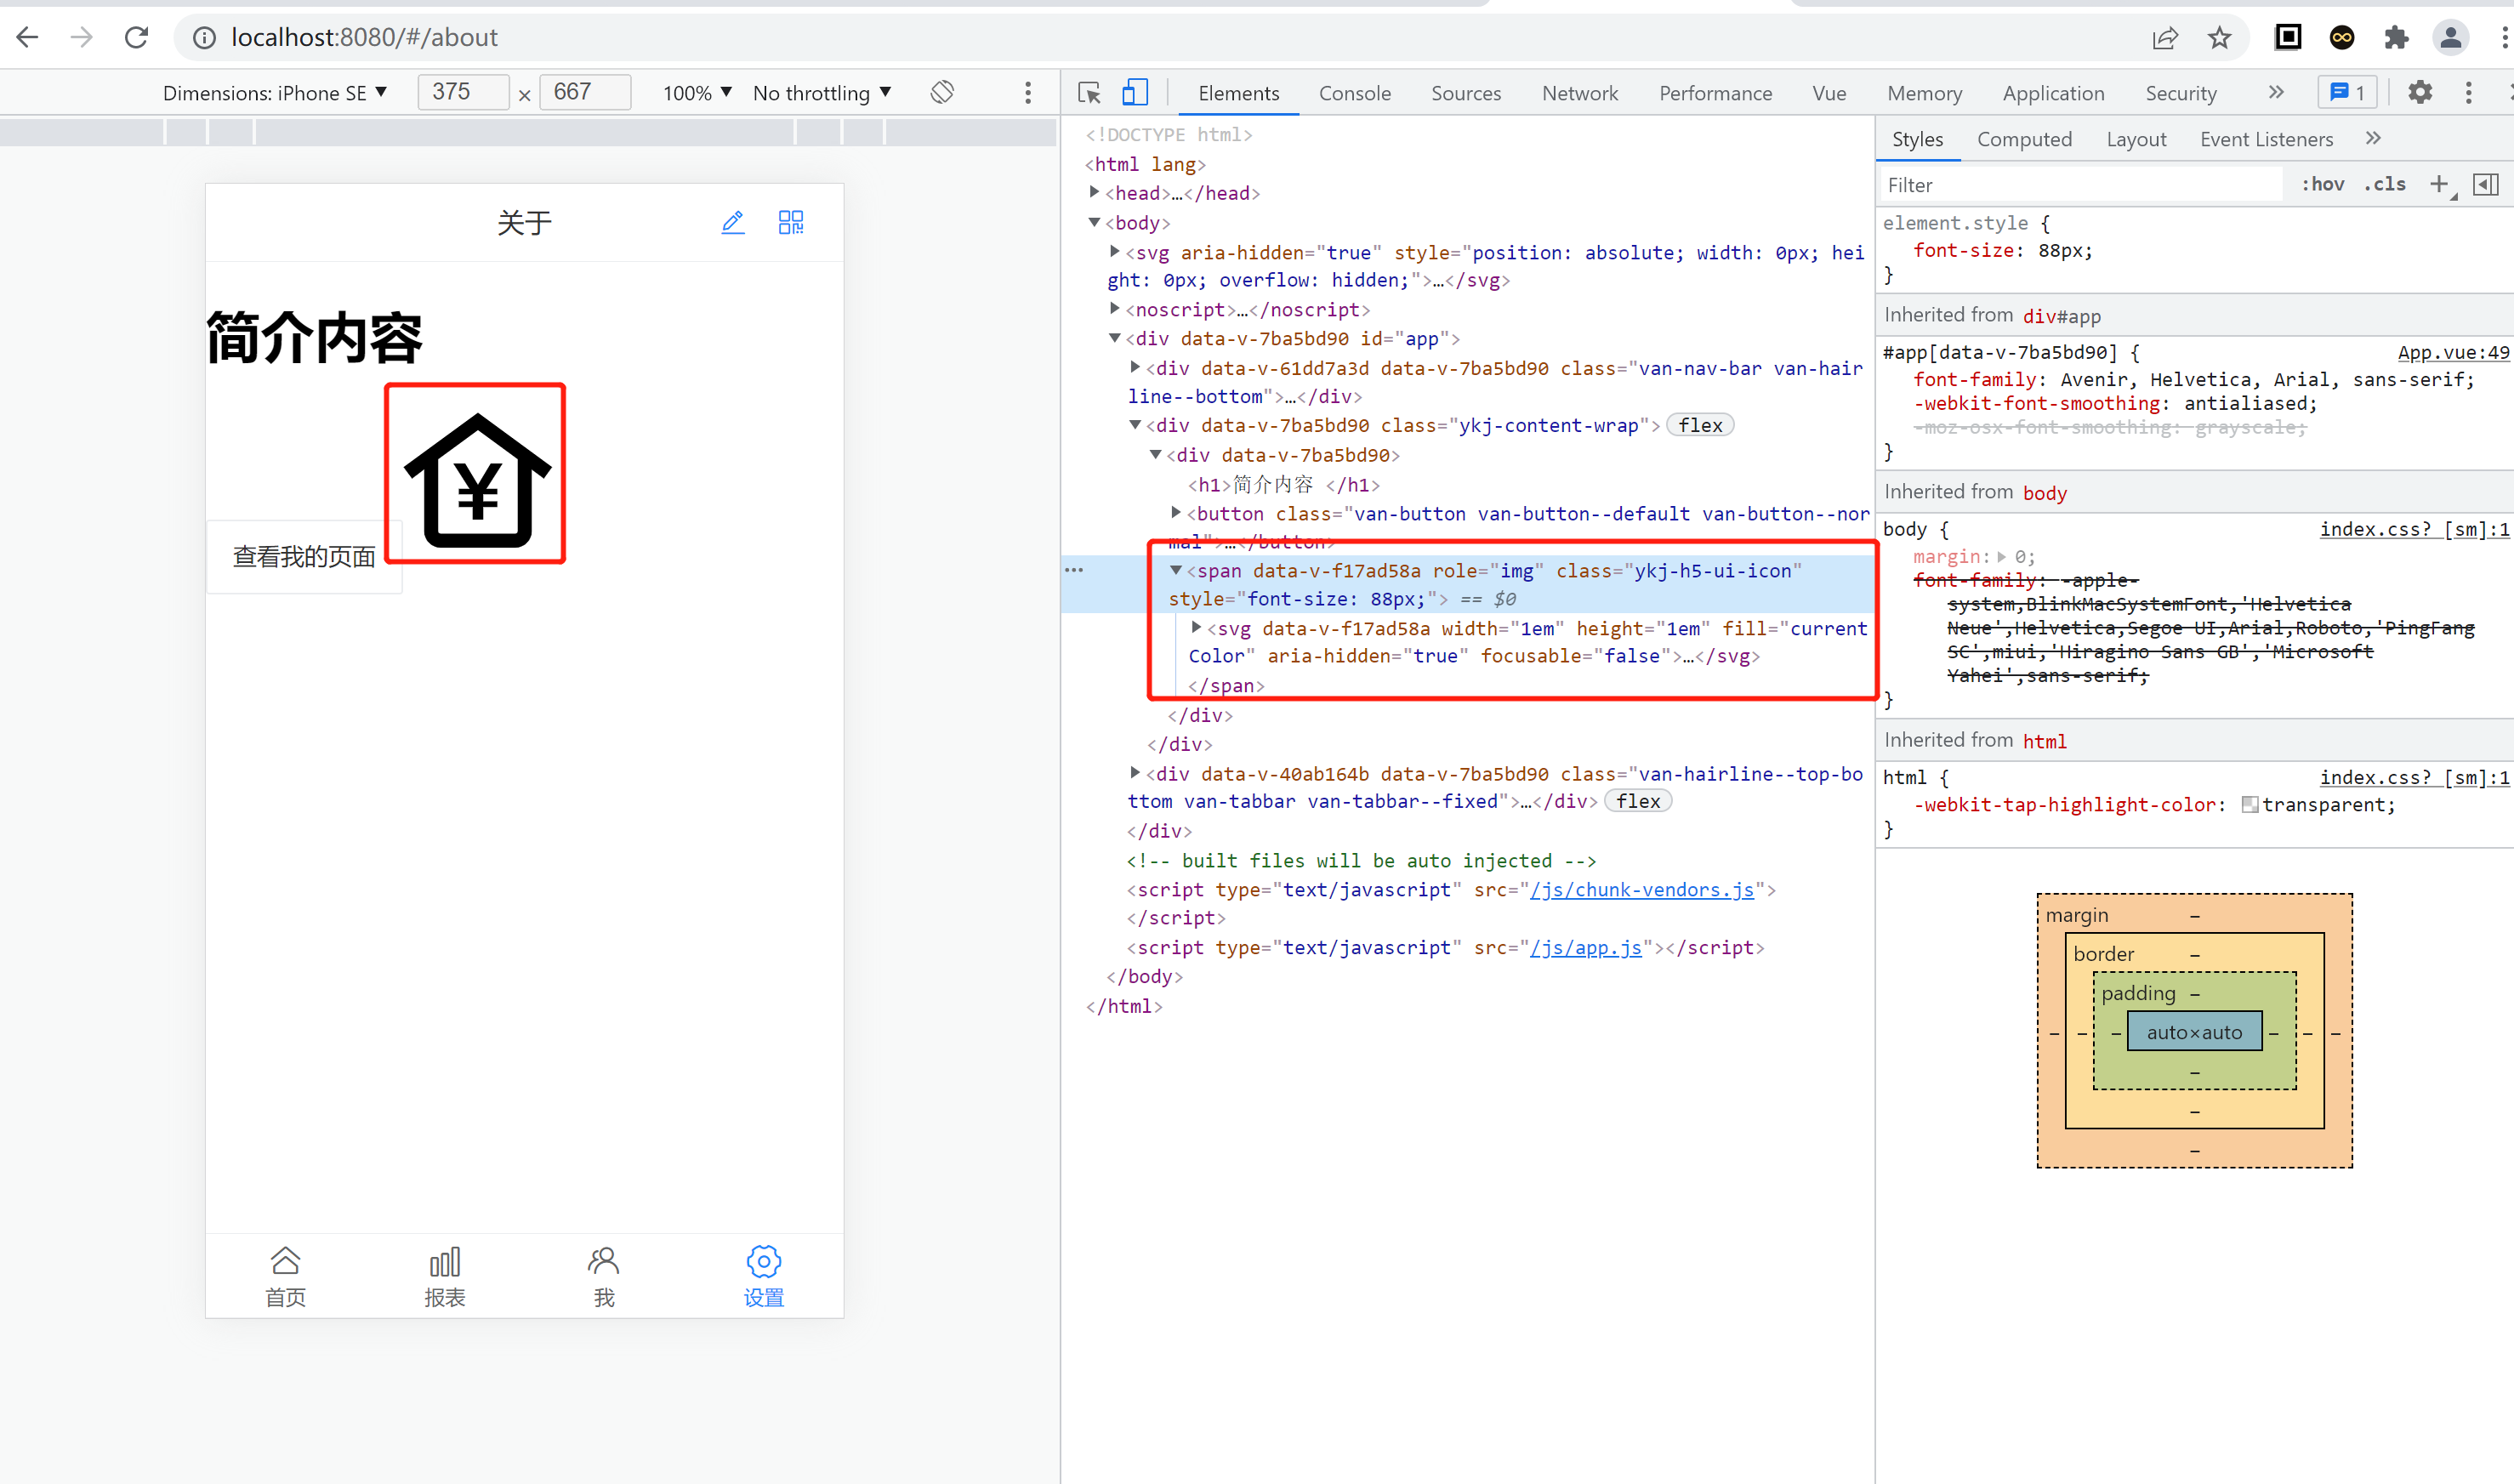 localhost:8080/#/about
Dimensions: iPhone SE ▼ 375 × 667 100% ▼ No throttling ▼
Elements Console Sources Network Performance Vue Memory Application Security » 1
关于
简介内容
¥
查看我的页面
首页 报表 我 设置
<!DOCTYPE html>
<html lang>
<head>…</head>
<body>
<svg aria-hidden="true" style="position: absolute; width: 0px; hei
ght: 0px; overflow: hidden;">…</svg>
<noscript>…</noscript>
<div data-v-7ba5bd90 id="app">
<div data-v-61dd7a3d data-v-7ba5bd90 class="van-nav-bar van-hair
line--bottom">…</div>
<div data-v-7ba5bd90 class="ykj-content-wrap"> flex
<div data-v-7ba5bd90>
<h1>简介内容 </h1>
<button class="van-button van-button--default van-button--nor
mal">…</button>
<span data-v-f17ad58a role="img" class="ykj-h5-ui-icon"
style="font-size: 88px;"> == $0
<svg data-v-f17ad58a width="1em" height="1em" fill="current
Color" aria-hidden="true" focusable="false">…</svg>
</span>
</div>
</div>
<div data-v-40ab164b data-v-7ba5bd90 class="van-hairline--top-bo
ttom van-tabbar van-tabbar--fixed">…</div> flex
</div>
<!-- built files will be auto injected -->
<script type="text/javascript" src="/js/chunk-vendors.js">
</script>
<script type="text/javascript" src="/js/app.js"></script>
</body>
</html>
Styles Computed Layout Event Listeners »
Filter :hov .cls +
element.style {
font-size: 88px;
}
Inherited from div#app
#app[data-v-7ba5bd90] { App.vue:49
font-family: Avenir, Helvetica, Arial, sans-serif;
-webkit-font-smoothing: antialiased;
-moz-osx-font-smoothing: grayscale;
}
Inherited from body
body { index.css? [sm]:1
margin: 0;
font-family: -apple-
system,BlinkMacSystemFont,'Helvetica
Neue',Helvetica,Segoe UI,Arial,Roboto,'PingFang
SC',miui,'Hiragino Sans GB','Microsoft
Yahei',sans-serif;
}
Inherited from html
html { index.css? [sm]:1
-webkit-tap-highlight-color: transparent;
}
margin –
border –
padding –
– – – auto×auto – – –
–
–
–